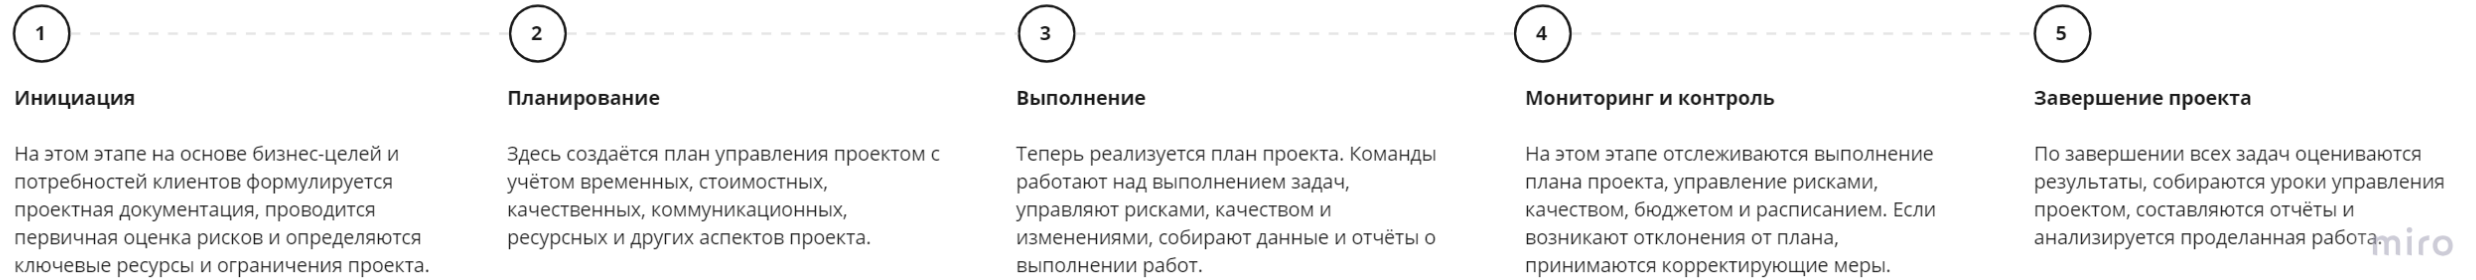 1
Инициация
На этом этапе на основе бизнес-целей и
потребностей клиентов формулируется
проектная документация, проводится
первичная оценка рисков и определяются
ключевые ресурсы и ограничения проекта.
2
Планирование
Здесь создаётся план управления проектом с
учётом временных, стоимостных,
качественных, коммуникационных,
ресурсных и других аспектов проекта.
3
Выполнение
Теперь реализуется план проекта. Команды
работают над выполнением задач,
управляют рисками, качеством и
изменениями, собирают данные и отчёты о
выполнении работ.
4
Мониторинг и контроль
На этом этапе отслеживаются выполнение
плана проекта, управление рисками,
качеством, бюджетом и расписанием. Если
возникают отклонения от плана,
принимаются корректирующие меры.
5
Завершение проекта
По завершении всех задач оцениваются
результаты, собираются уроки управления
проектом, составляются отчёты и
анализируется проделанная работа.
miro